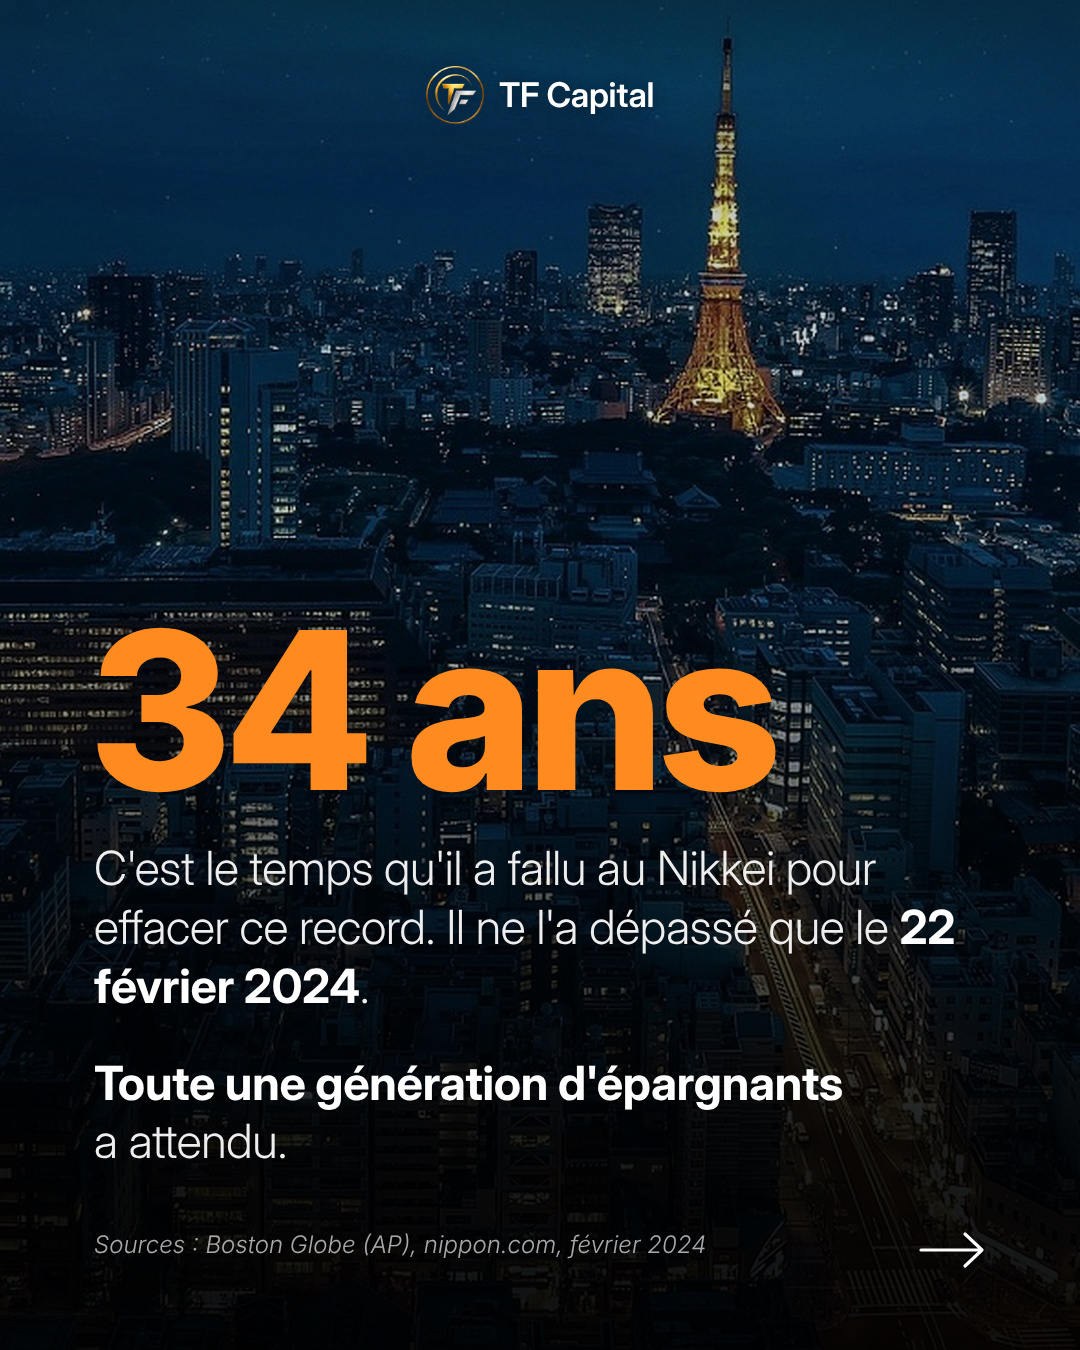 TF Capital
34 ans
C'est le temps qu'il a fallu au Nikkei pour
effacer ce record. Il ne l'a dépassé que le 22
février 2024.
Toute une génération d'épargnants
a attendu.
Sources : Boston Globe (AP), nippon.com, février 2024